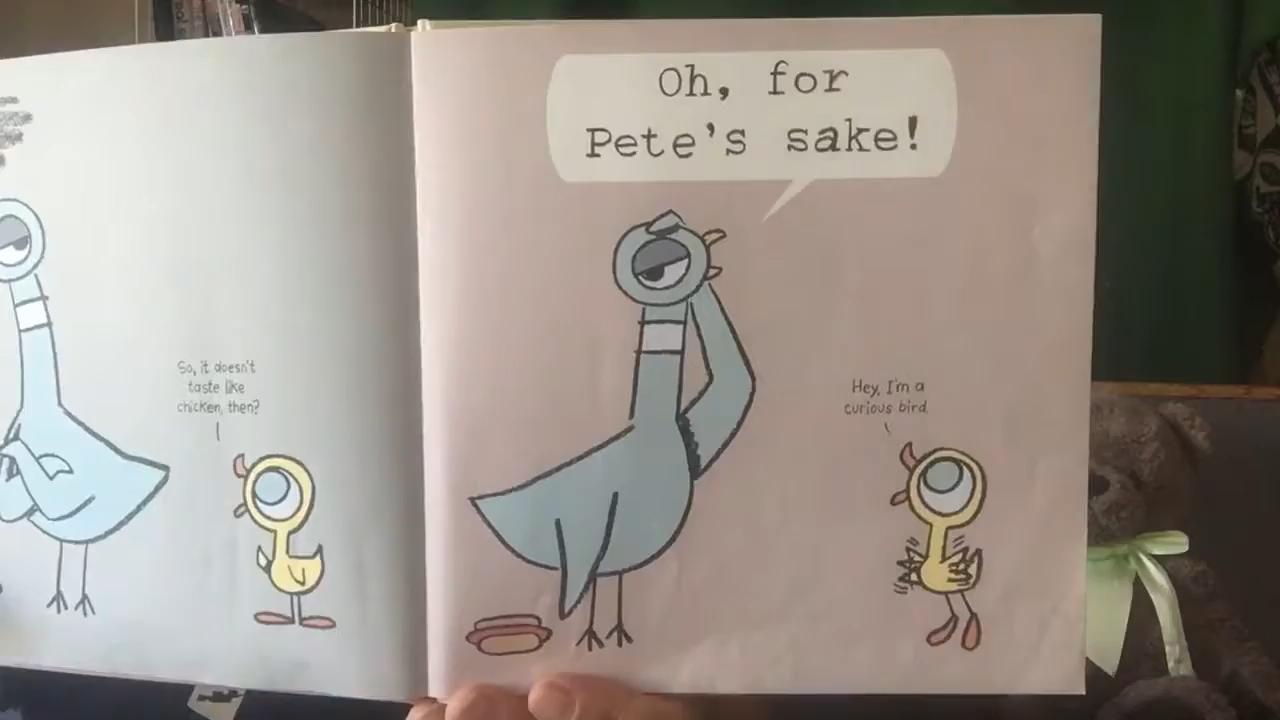 So, it doesn't
taste like
chicken, then?
Oh, for
Pete's sake!
Hey, I'm a
curious bird.